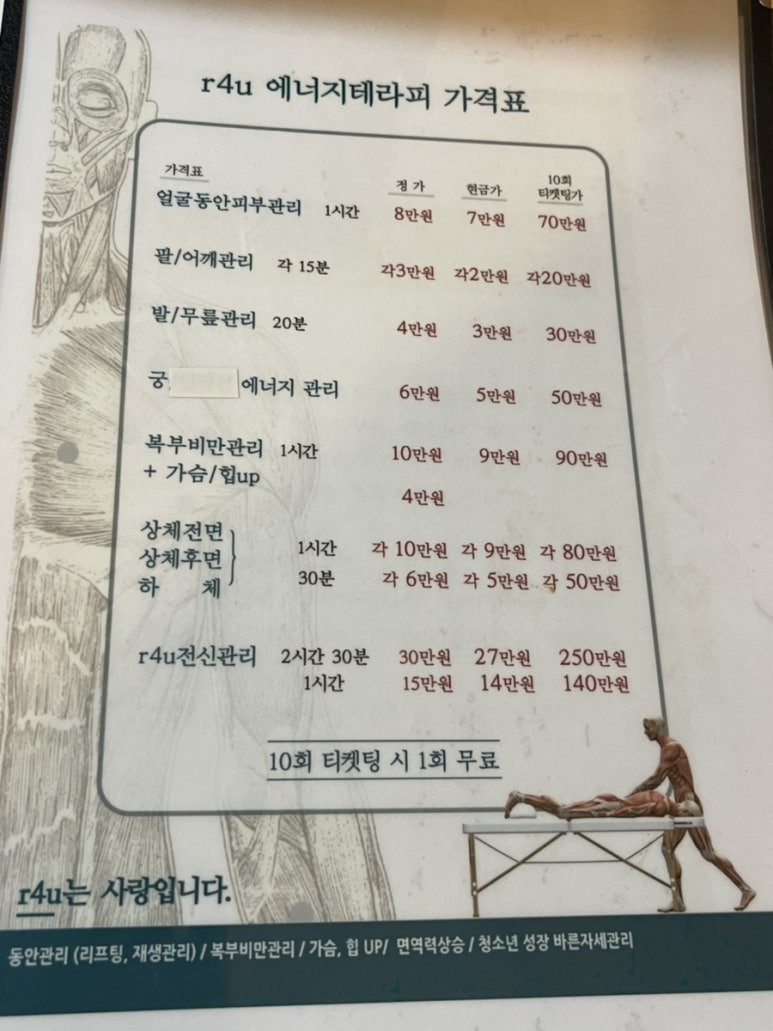 r4u 에너지테라피 가격표
가격표 정 가 현금가 10회 티켓팅가
얼굴동안피부관리 1시간 8만원 7만원 70만원
팔/어깨관리 각 15분 각3만원 각2만원 각20만원
발/무릎관리 20분 4만원 3만원 30만원
궁 에너지 관리 6만원 5만원 50만원
복부비만관리 1시간 10만원 9만원 90만원
+ 가슴/힙up
4만원
상체전면
상체후면 1시간 각 10만원 각 9만원 각 80만원
하 체 30분 각 6만원 각 5만원 각 50만원
r4u전신관리 2시간 30분 30만원 27만원 250만원
1시간 15만원 14만원 140만원
10회 티켓팅 시 1회 무료
r4u는 사랑입니다.
동안관리 (리프팅, 재생관리) / 복부비만관리 / 가슴, 힙 UP/ 면역력상승 / 청소년 성장 바른자세관리